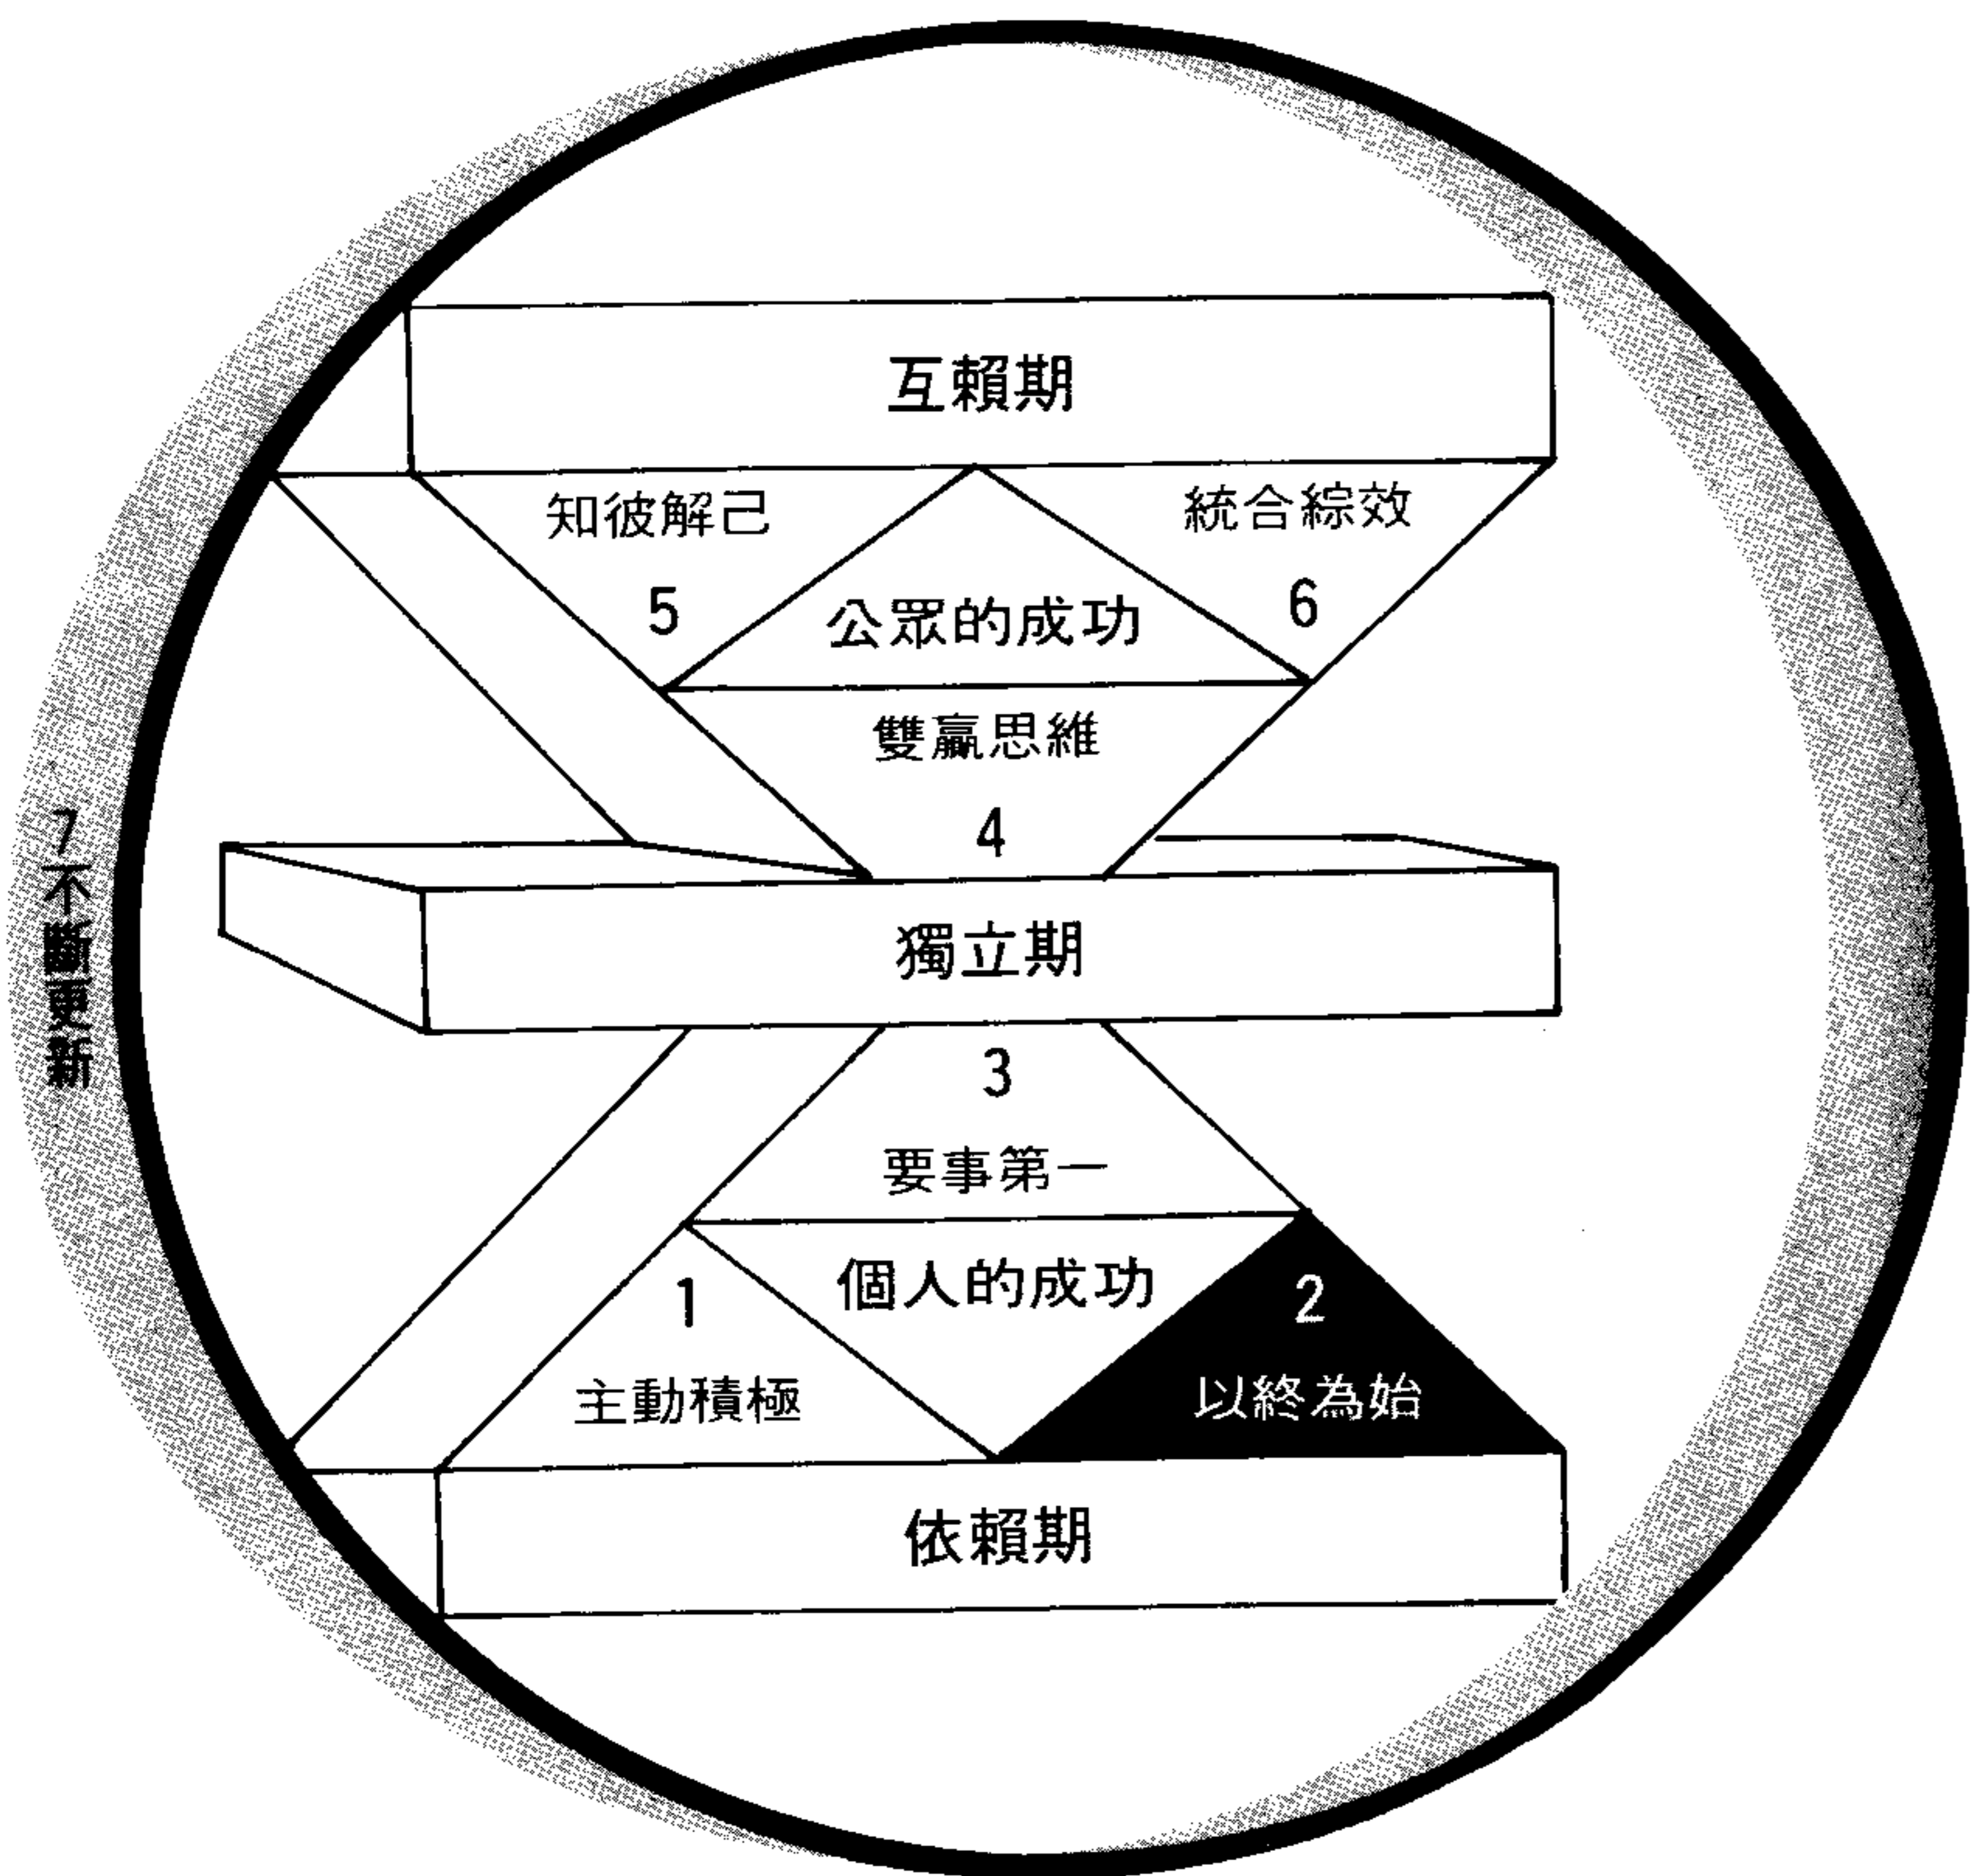 互賴期
知彼解己
統合綜效
5
公眾的成功
6
雙贏思維
4
7不斷更新
獨立期
3
要事第一
個人的成功
1
2
主動積極
以終為始
依賴期